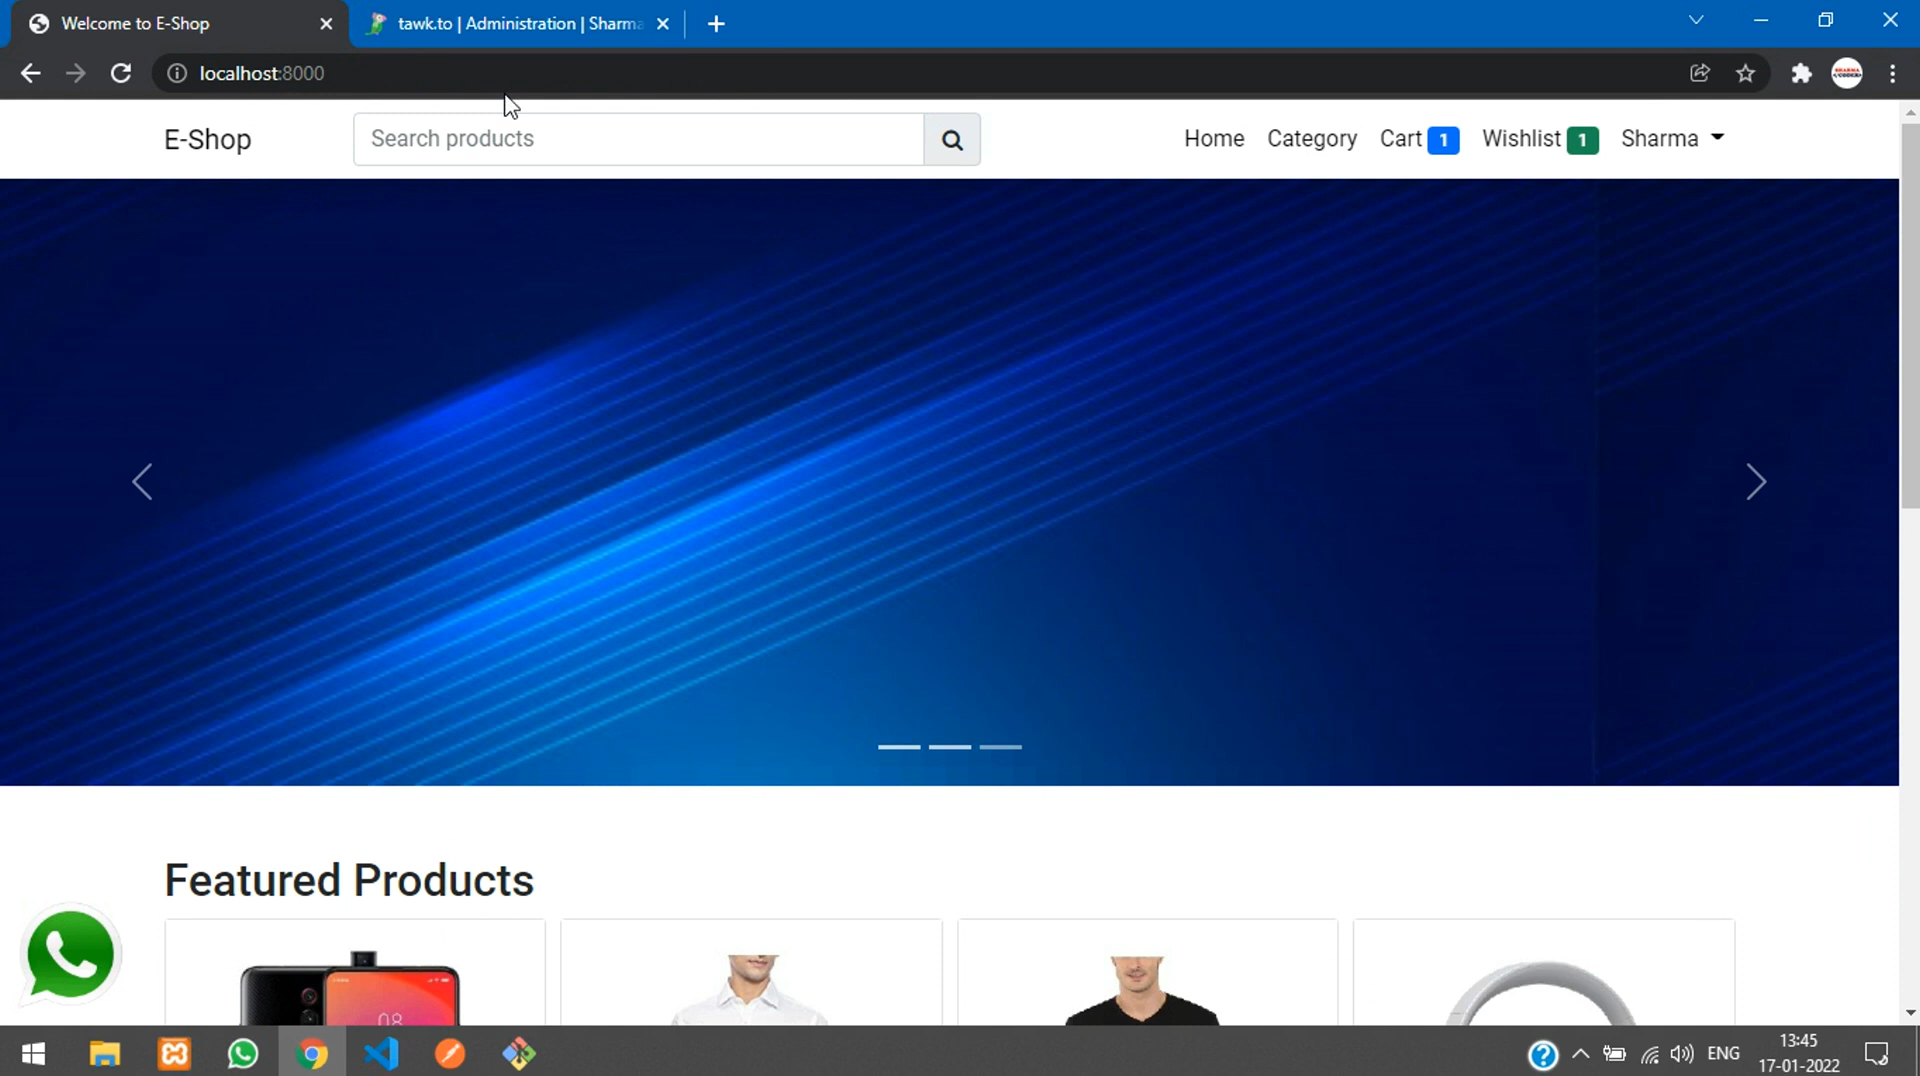 Welcome to E-Shop
tawk.to | Administration | Sharma
localhost:8000
E-Shop
Search products
Home
Category
Cart 1
Wishlist 1
Sharma
Featured Products
08
ENG
13:45
17-01-2022